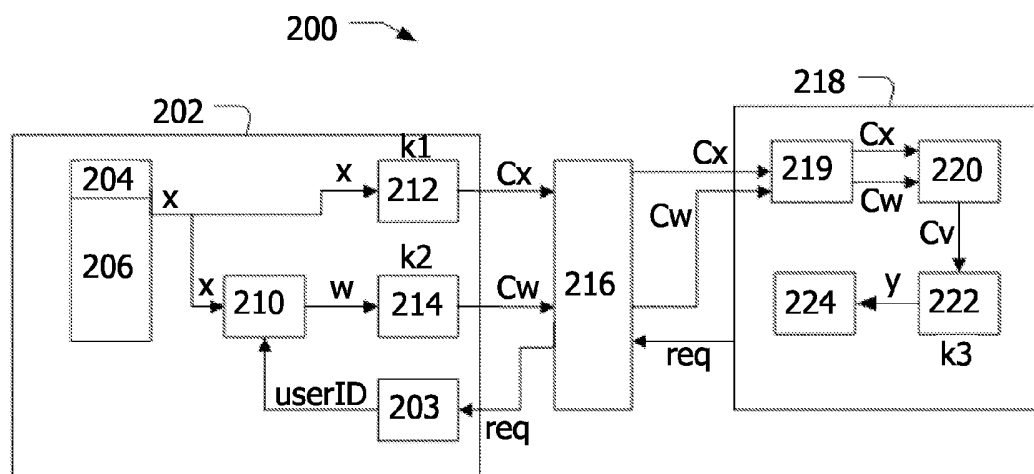 200
202
218
204
x
x
k1
212
Cx
Cx
219
Cx
Cw
220
206
x
210
w
k2
214
Cw
216
Cw
Cv
224
y
222
k3
userID
203
req
req